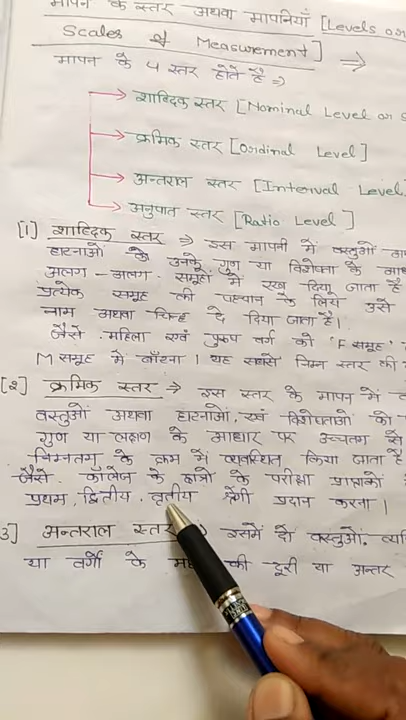 मापन के स्तर अथवा मापनियाँ [Levels or
Scales of Measurement] ⇒
मापन के 4 स्तर होते है ⇒
→ शाब्दिक स्तर [Nominal Level or S
→ क्रमिक स्तर [Ordinal Level]
→ अन्तराल स्तर [Interval Level
→ अनुपात स्तर [Ratio Level]
[1] शाब्दिक स्तर ⇒ इस मापनी में वस्तुओं
घटनाओं के उनके गुण या विशेषता के
अलग-अलग समूहों में रख दिया जाता है
प्रत्येक समूह की पहचान के लिये उसे
नाम अथवा चिन्ह दे दिया जाता है।
जैसे- महिला एवं पुरुष वर्ग को 'F समूह'
M समूह में बाँटना। यह सबसे निम्न स्तर की
[2] क्रमिक स्तर → इस स्तर के मापन में
वस्तुओं अथवा घटनाओं एवं विशेषताओं को
गुण या लक्षण के आधार पर उच्चतम से
निम्नतम के क्रम में व्यवस्थित किया जाता है
जैसे- कॉलेज के छात्रों के परीक्षा प्राप्तांको
प्रथम, द्वितीय, तृतीय श्रेणी प्रदान करना।
3] अन्तराल स्तर इसमें दो वस्तुओं,
या वर्गों के की दूरी या अन्तर